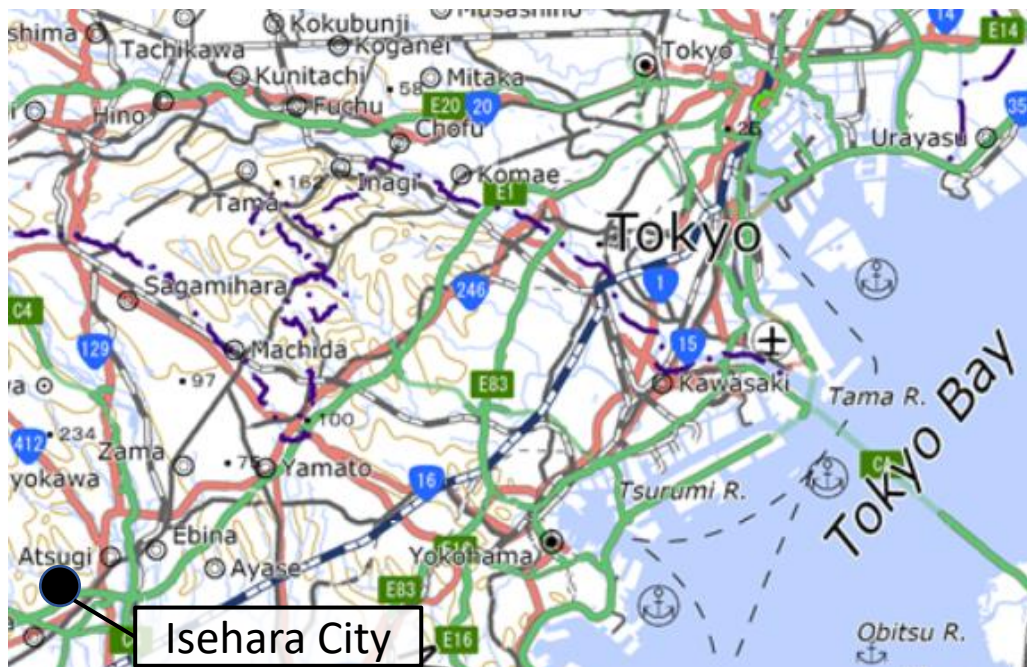 Musashino
Kokubunji
14
E14
shima
Tachikawa
Koganei
Tokyo
Kunitachi
Mitaka
58
E20
20
35
Hino
Fuchu
Chofu
Urayasu
162
Inagi
Komae
Tama
E1
Tokyo
Sagamihara
246
1
C4
129
Machida
15
97
E83
Kawasaki
Tama R.
100
412
234
Zama
75
Yamato
16
Tsurumi R.
Tokyo Bay
yokawa
Ebina
Atsugi
Ayase
Yokohama
E83
E16
Isehara City
Obitsu R.